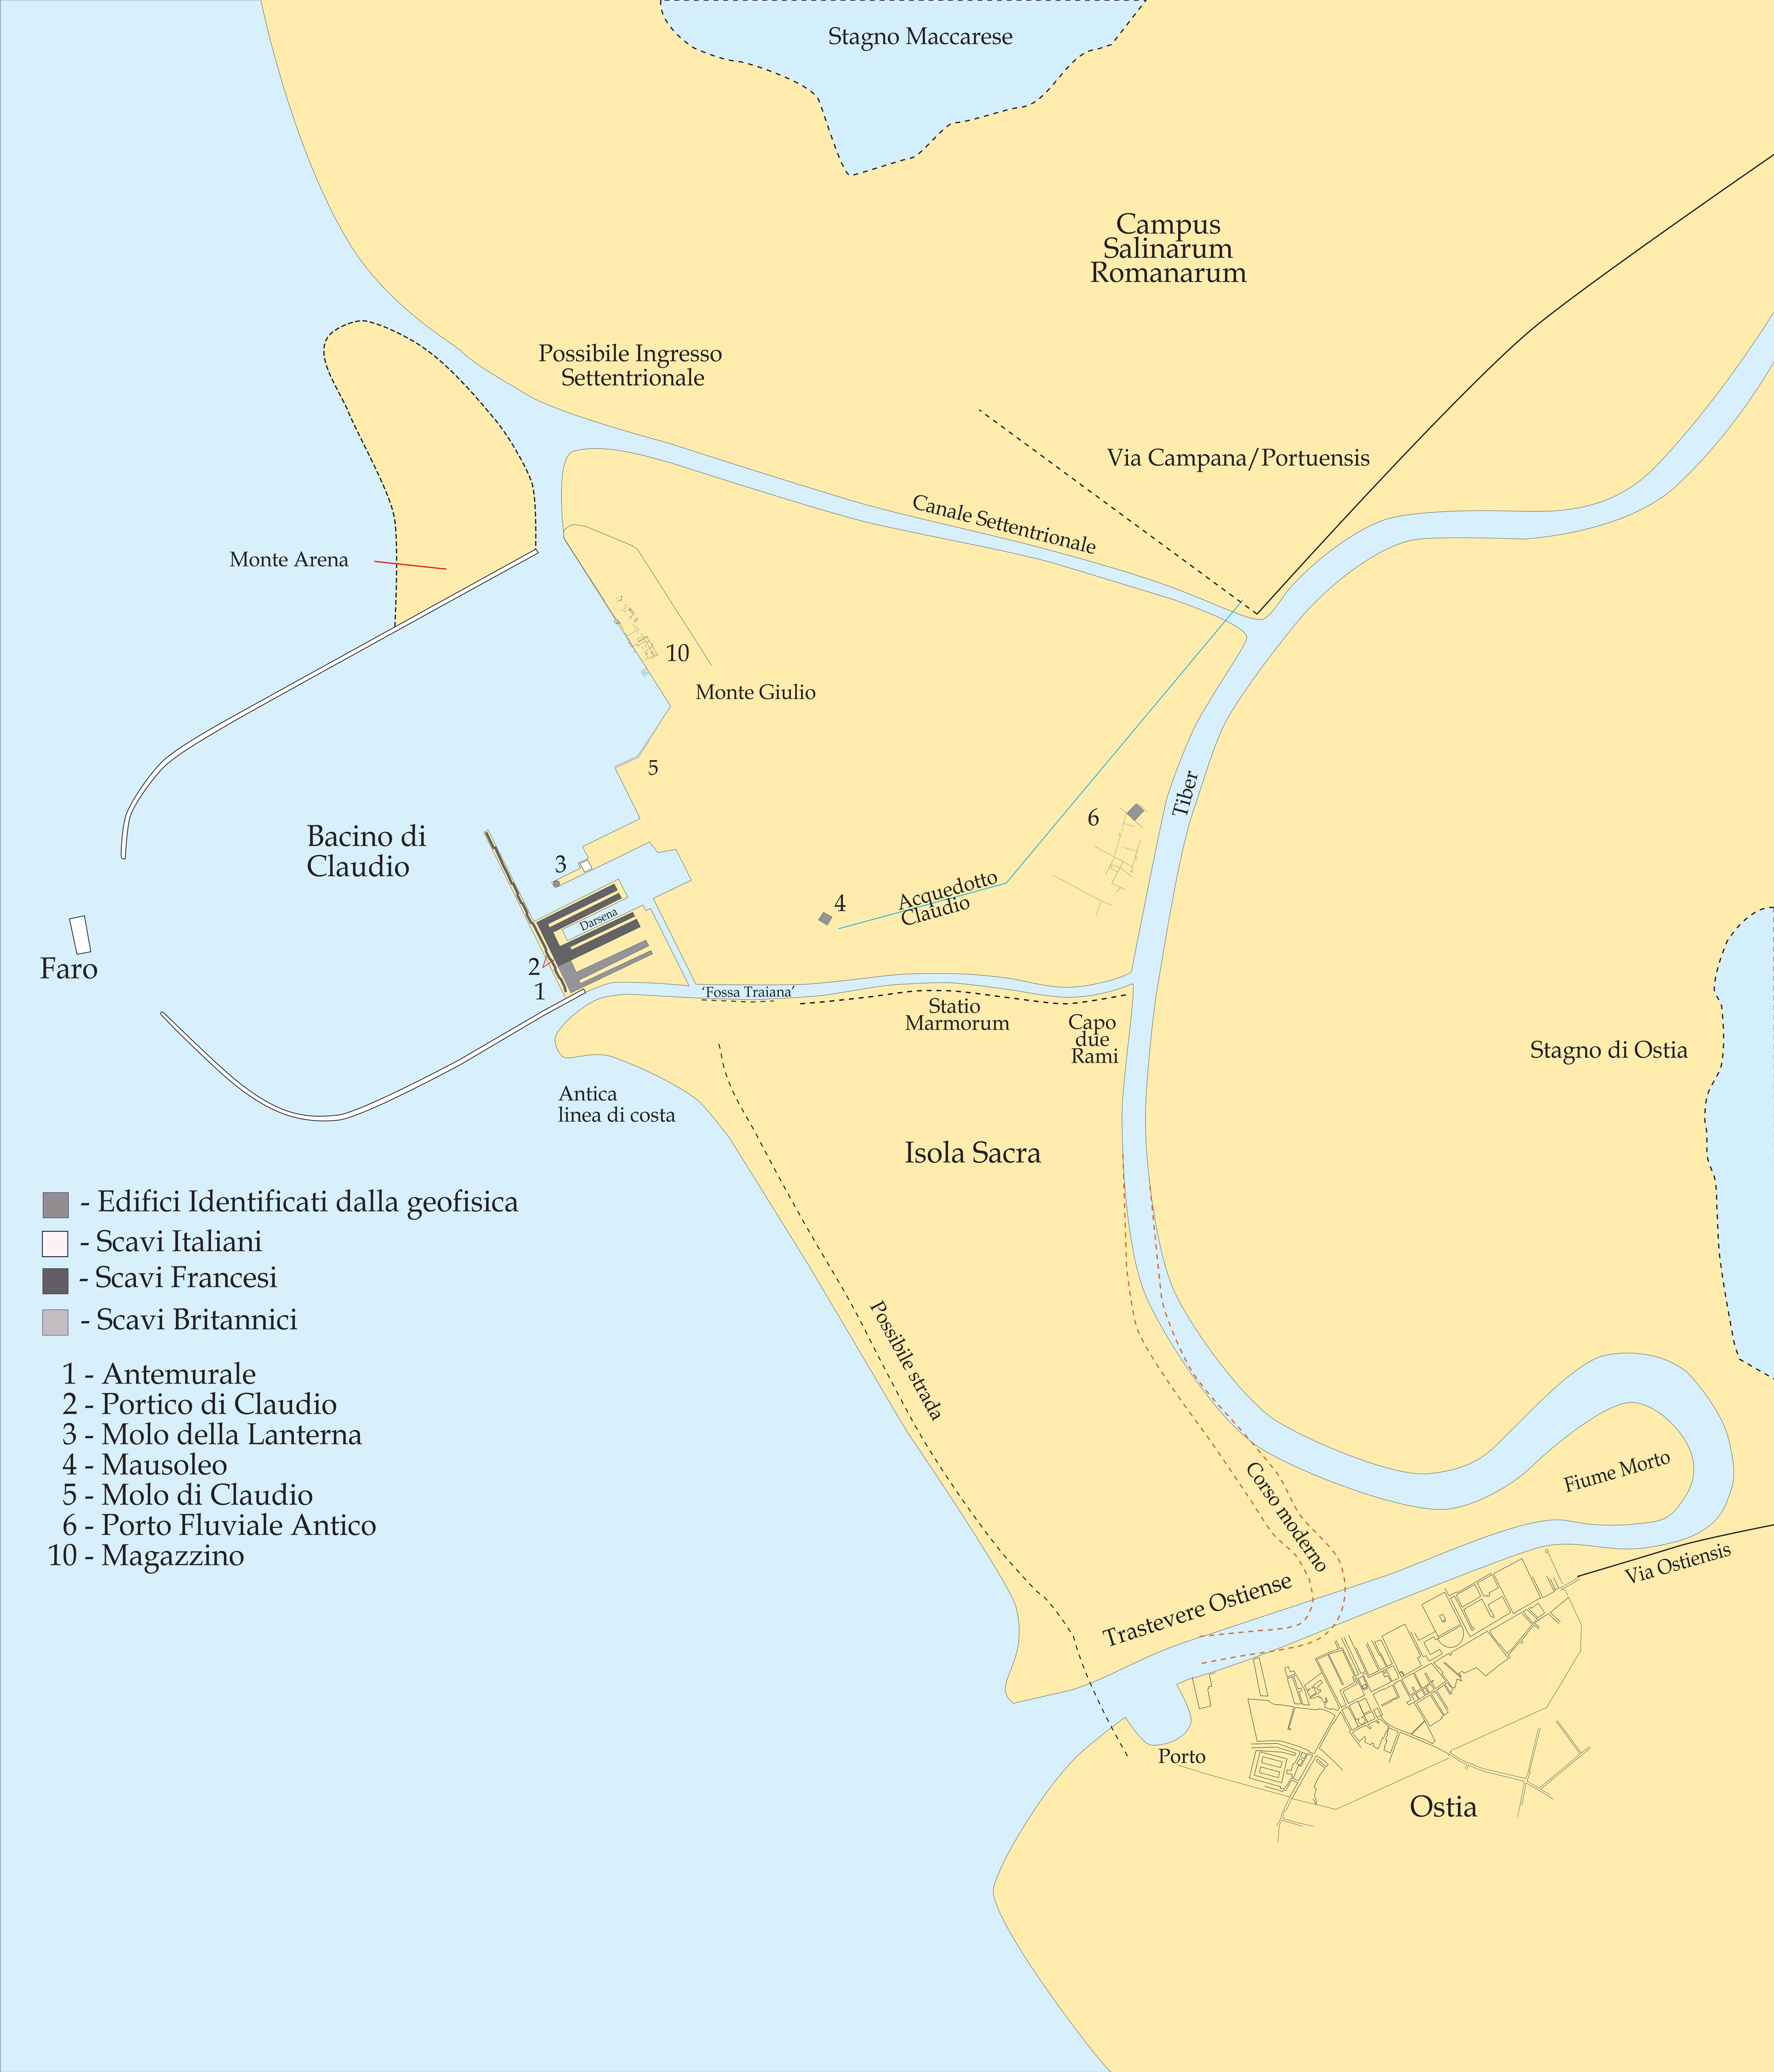 Stagno Maccarese
Campus
Salinarum
Romanarum
Possibile Ingresso
Settentrionale
Via Campana/Portuensis
Canale Settentrionale
Monte Arena
10
Monte Giulio
5
6
Tiber
Bacino di
Claudio
3
4
Acquedotto
Claudio
Darsena
Faro
2
1
'Fossa Traiana'
Statio
Marmorum
Capo
due
Rami
Stagno di Ostia
Antica
linea di costa
Isola Sacra
- Edifici Identificati dalla geofisica
- Scavi Italiani
- Scavi Francesi
- Scavi Britannici
1 - Antemurale
2 - Portico di Claudio
3 - Molo della Lanterna
4 - Mausoleo
5 - Molo di Claudio
6 - Porto Fluviale Antico
10 - Magazzino
Possibile strada
Corso moderno
Fiume Morto
Via Ostiensis
Trastevere Ostiense
Porto
Ostia